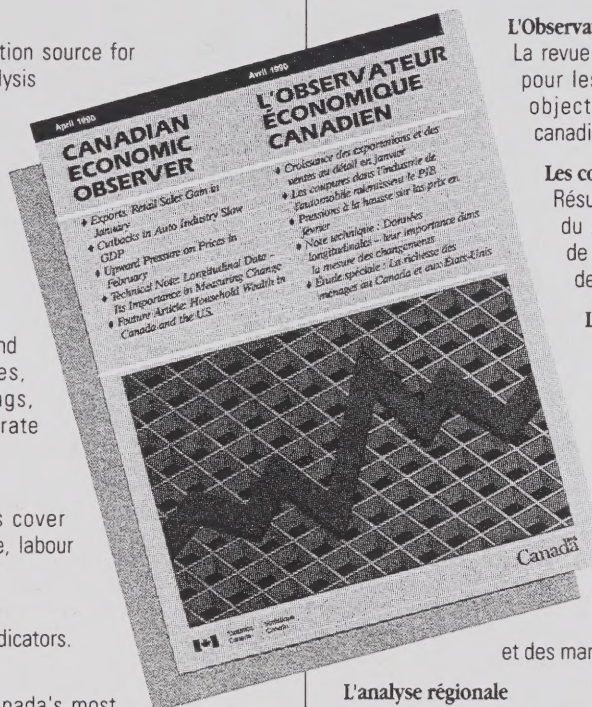 tion source for
lysis
nd
es,
ngs,
rate
s cover
e, labour
dicators.
nada's most
April 1990
CANADIAN
ECONOMIC
OBSERVER
♦ Exports, Retail Sales Gain in
January
♦ Cutbacks in Auto Industry Slow
GDP
♦ Upward Pressure on Prices in
February
♦ Technical Note: Longitudinal Data -
Its Importance in Measuring Change
♦ Feature Article: Household Wealth in
Canada and the U.S.
Avril 1990
L'OBSERVATEUR
ÉCONOMIQUE
CANADIEN
♦ Croissance des exportations et des
ventes au détail en janvier
♦ Les coupures dans l'industrie de
l'automobile ralentissent le PIB
♦ Pressions à la hausse sur les prix en
février
♦ Note technique : Données
longitudinales - leur importance dans
la mesure des changements
♦ Étude spéciale : La richesse des
ménages au Canada et aux États-Unis
Statistics Statistique
Canada Canada
Canada
L'Observat
La revue
pour les
object
canadi
Les co
Résu
du
de
de
L
et des mar
L'analyse régionale